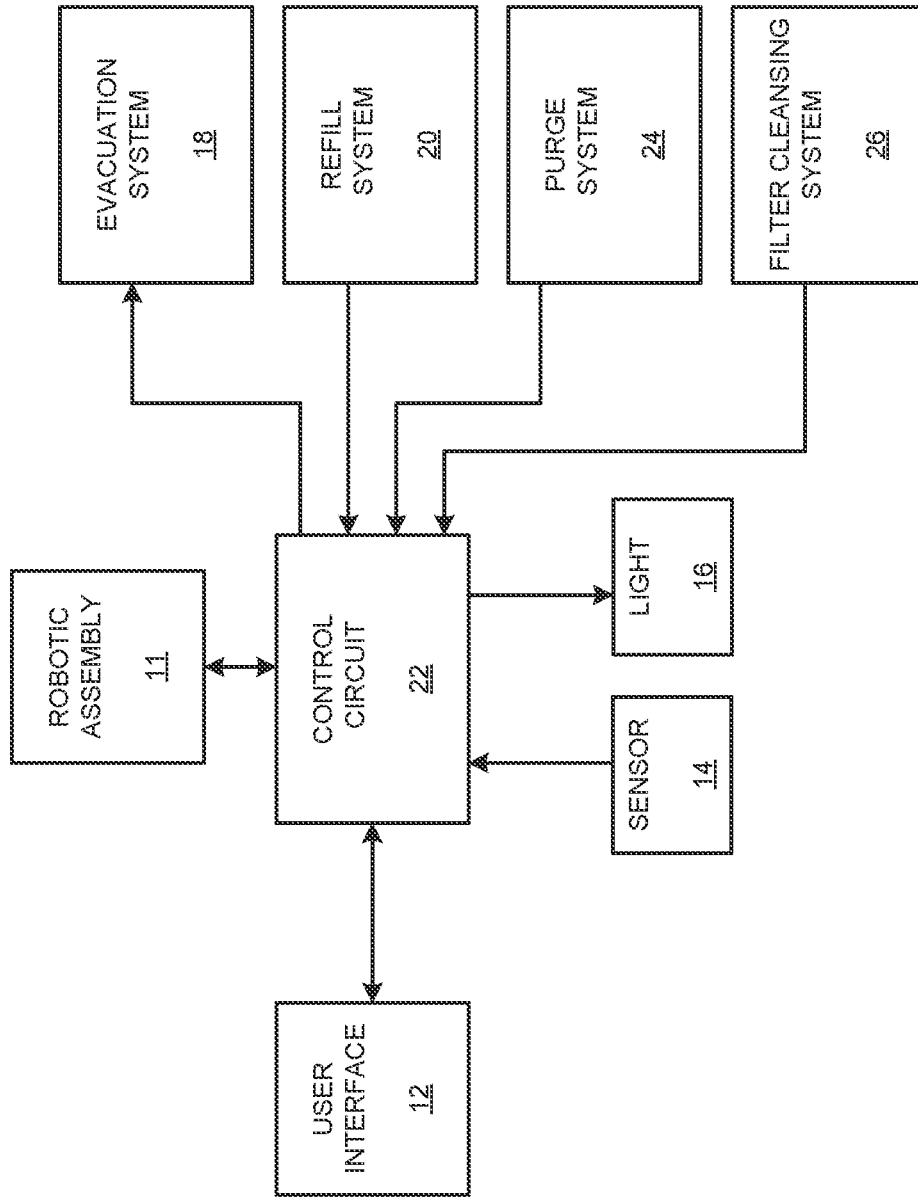 ROBOTIC
ASSEMBLY
11
USER
INTERFACE
12
CONTROL
CIRCUIT
22
SENSOR
14
LIGHT
16
EVACUATION
SYSTEM
18
REFILL
SYSTEM
20
PURGE
SYSTEM
24
FILTER CLEANSING
SYSTEM
26